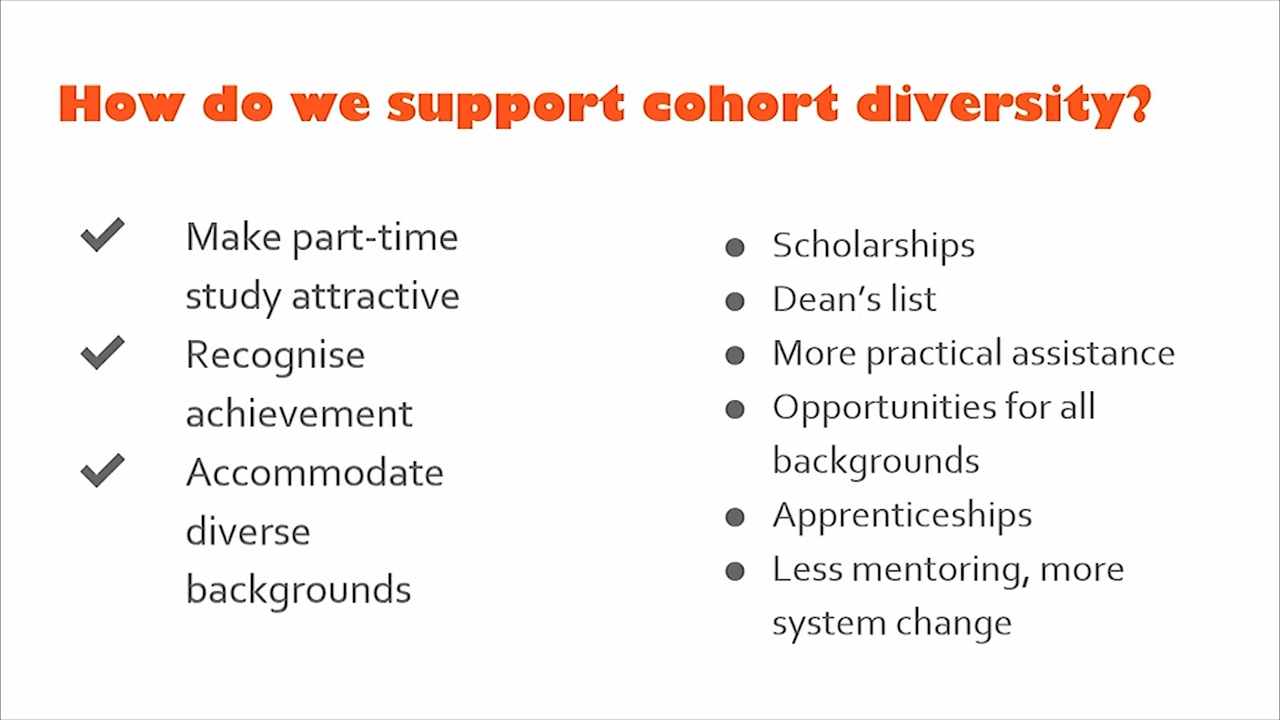 How do we support cohort diversity?
Make part-time
study attractive
Recognise
achievement
Accommodate
diverse
backgrounds
Scholarships
Dean's list
More practical assistance
Opportunities for all
backgrounds
Apprenticeships
Less mentoring, more
system change